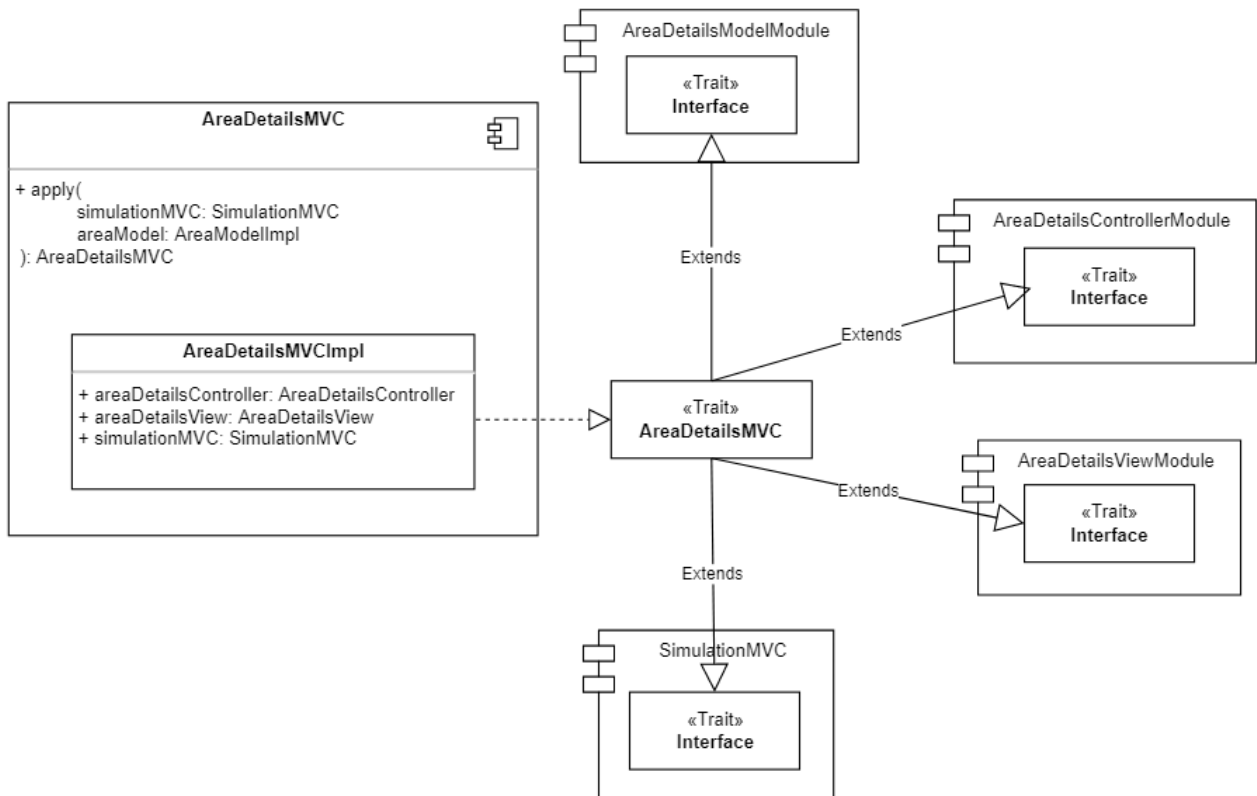 AreaDetailsModelModule
«Trait»
Interface
AreaDetailsMVC
+ apply(
simulationMVC: SimulationMVC
areaModel: AreaModelImpl
): AreaDetailsMVC
AreaDetailsMVCImpl
+ areaDetailsController: AreaDetailsController
+ areaDetailsView: AreaDetailsView
+ simulationMVC: SimulationMVC
Extends
AreaDetailsControllerModule
«Trait»
Interface
Extends
«Trait»
AreaDetailsMVC
AreaDetailsViewModule
«Trait»
Interface
Extends
Extends
SimulationMVC
«Trait»
Interface